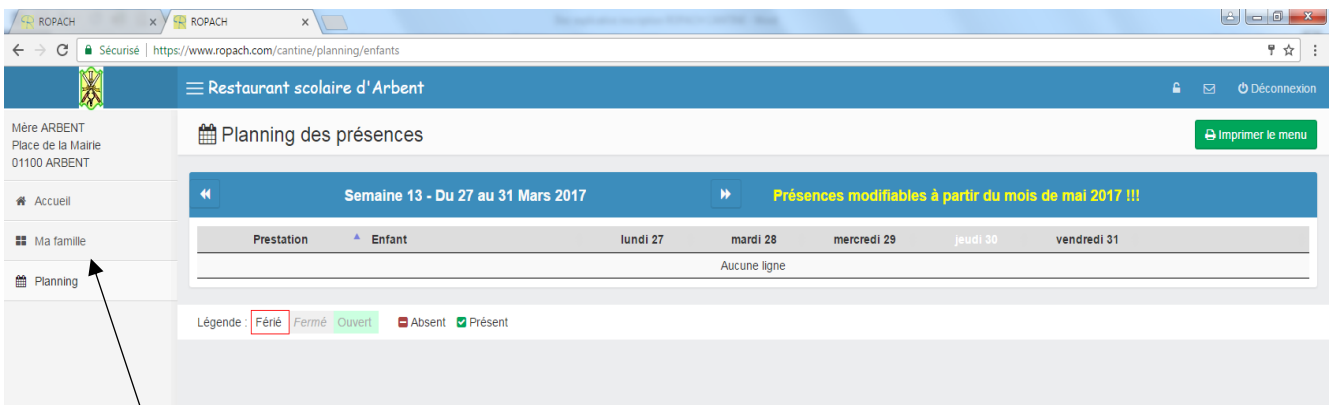 ROPACH
ROPACH
Sécurisé | https://www.ropach.com/cantine/planning/enfants
Restaurant scolaire d'Arbent
Déconnexion
Mère ARBENT
Place de la Mairie
01100 ARBENT
Planning des présences
Imprimer le menu
Accueil
Ma famille
Planning
Semaine 13 - Du 27 au 31 Mars 2017
Présences modifiables à partir du mois de mai 2017 !!!
Prestation Enfant lundi 27 mardi 28 mercredi 29 jeudi 30 vendredi 31
Aucune ligne
Légende : Férié Fermé Ouvert Absent Présent